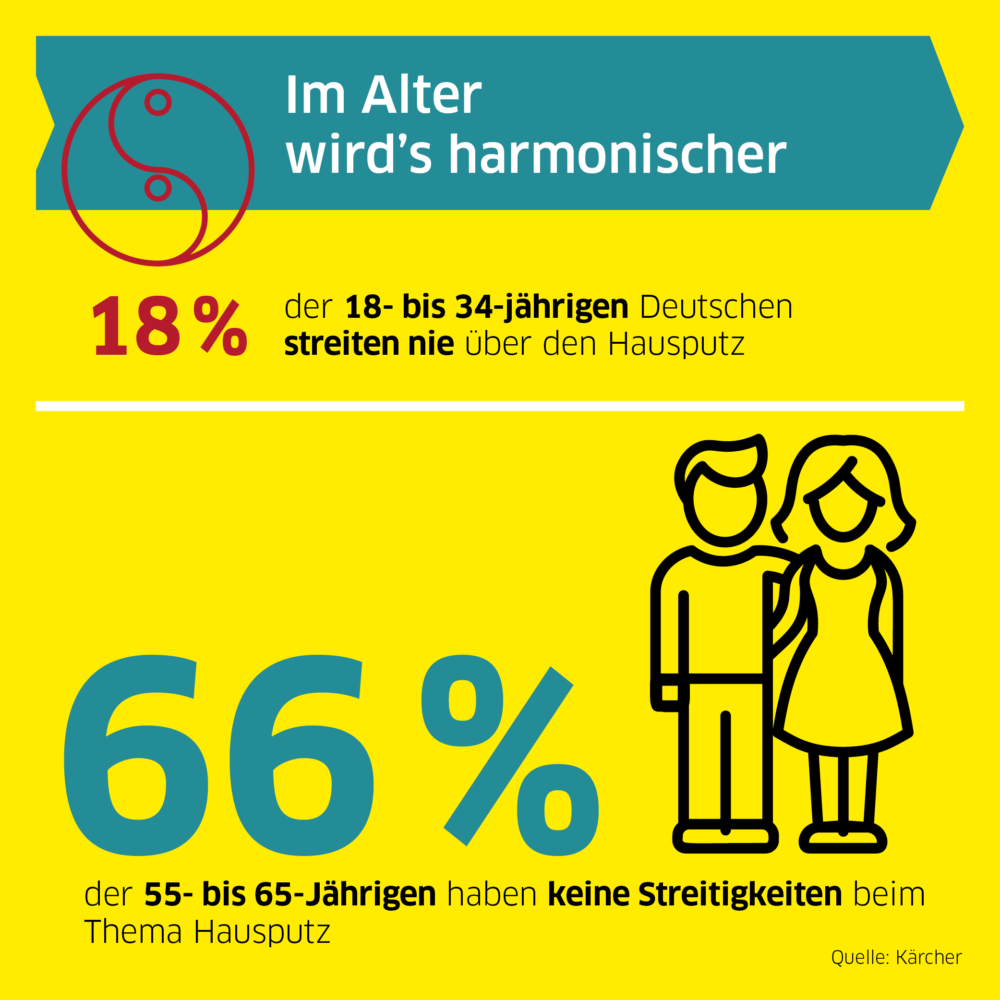 Im Alter
wird’s harmonischer
18 %
der 18- bis 34-jährigen Deutschen
streiten nie über den Hausputz
66 %
der 55- bis 65-Jährigen haben keine Streitigkeiten beim
Thema Hausputz
Quelle: Kärcher